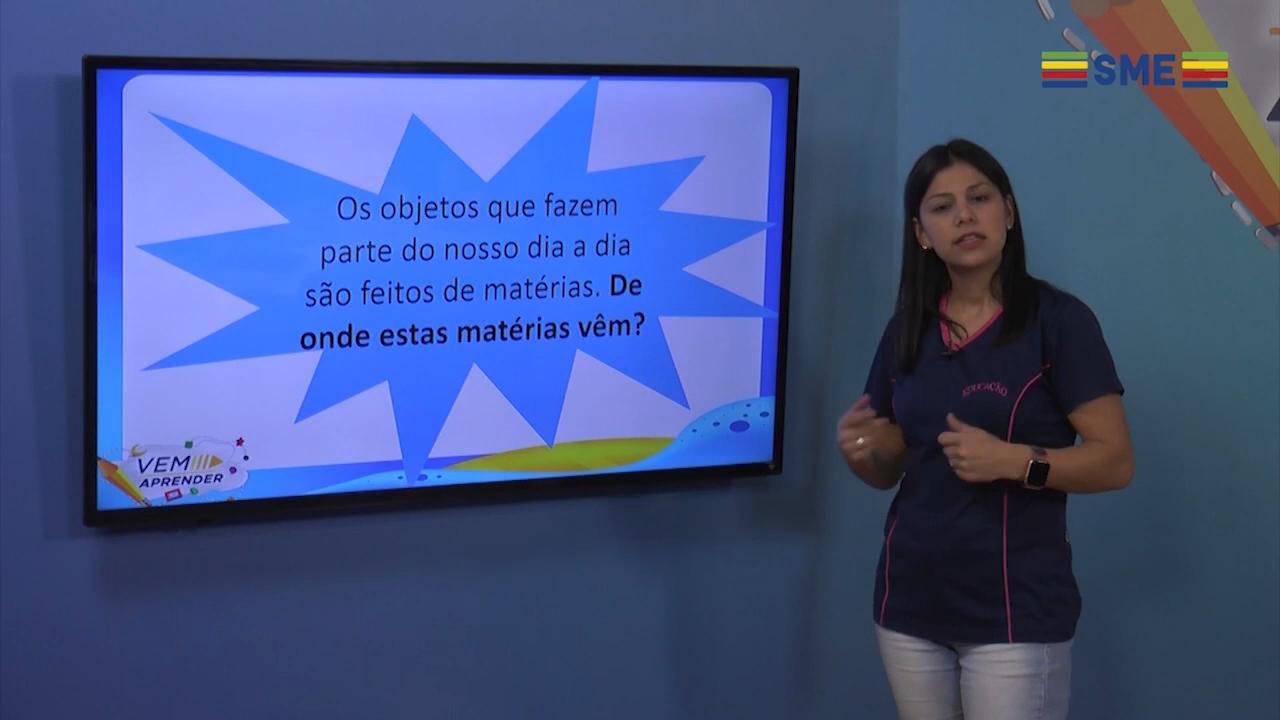 SME
Os objetos que fazem
parte do nosso dia a dia
são feitos de matérias. De
onde estas matérias vêm?
EDUCAÇÃO
VEM
APRENDER